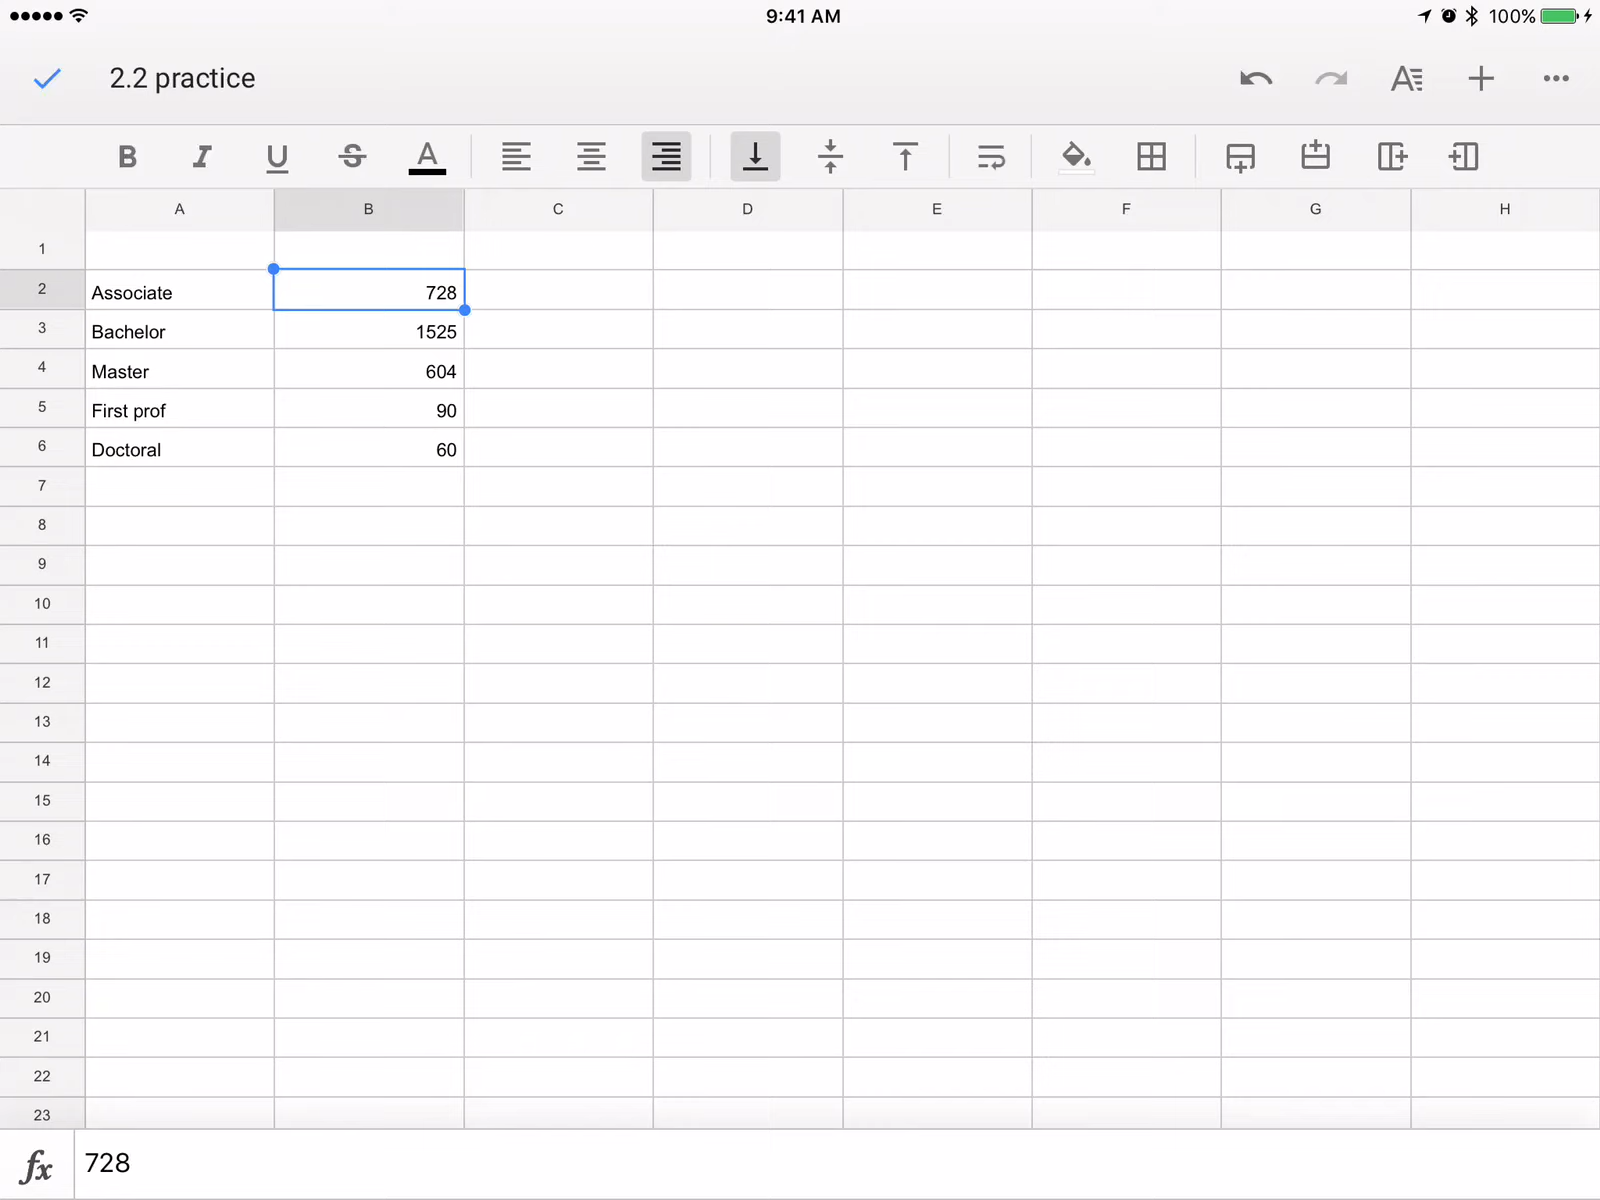 9:41 AM 100%
2.2 practice
B I U S A A
A B C D E F G H
1
2 Associate 728
3 Bachelor 1525
4 Master 604
5 First prof 90
6 Doctoral 60
7
8
9
10
11
12
13
14
15
16
17
18
19
20
21
22
23
fx 728